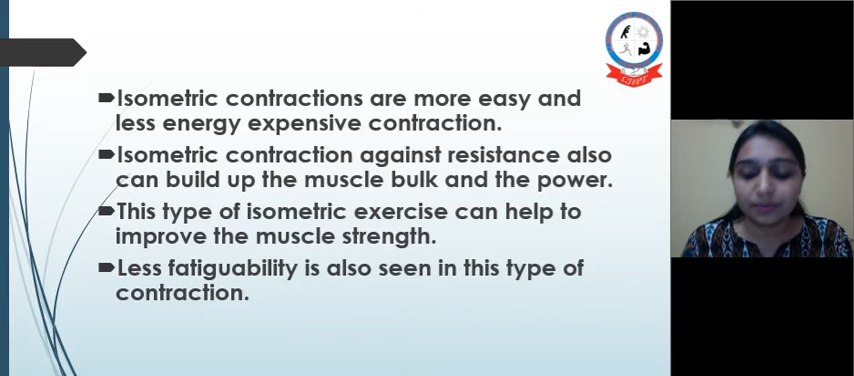 Isometric contractions are more easy and
less energy expensive contraction.
Isometric contraction against resistance also
can build up the muscle bulk and the power.
This type of isometric exercise can help to
improve the muscle strength.
Less fatiguability is also seen in this type of
contraction.